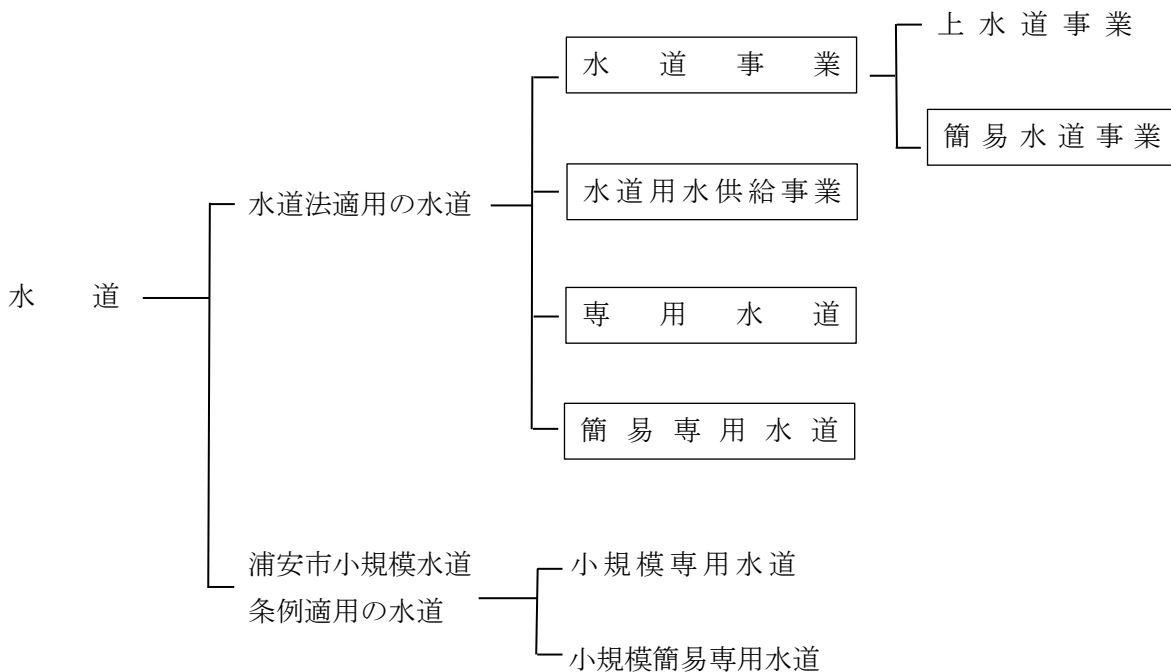 上水道事業
水道事業
簡易水道事業
水道法適用の水道
水道用水供給事業
水道
専用水道
簡易専用水道
浦安市小規模水道
条例適用の水道
小規模専用水道
小規模簡易専用水道